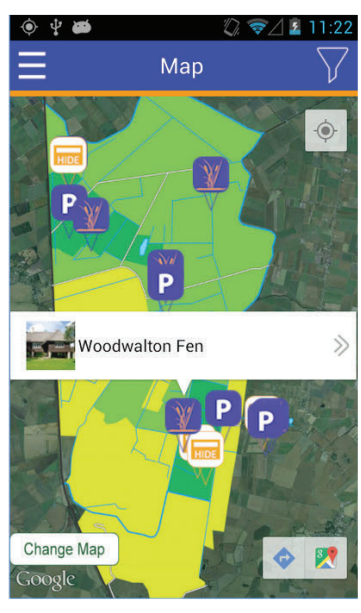 11:22
Map
HIDE
P
P
Woodwalton Fen
P
P
HIDE
Change Map
Google